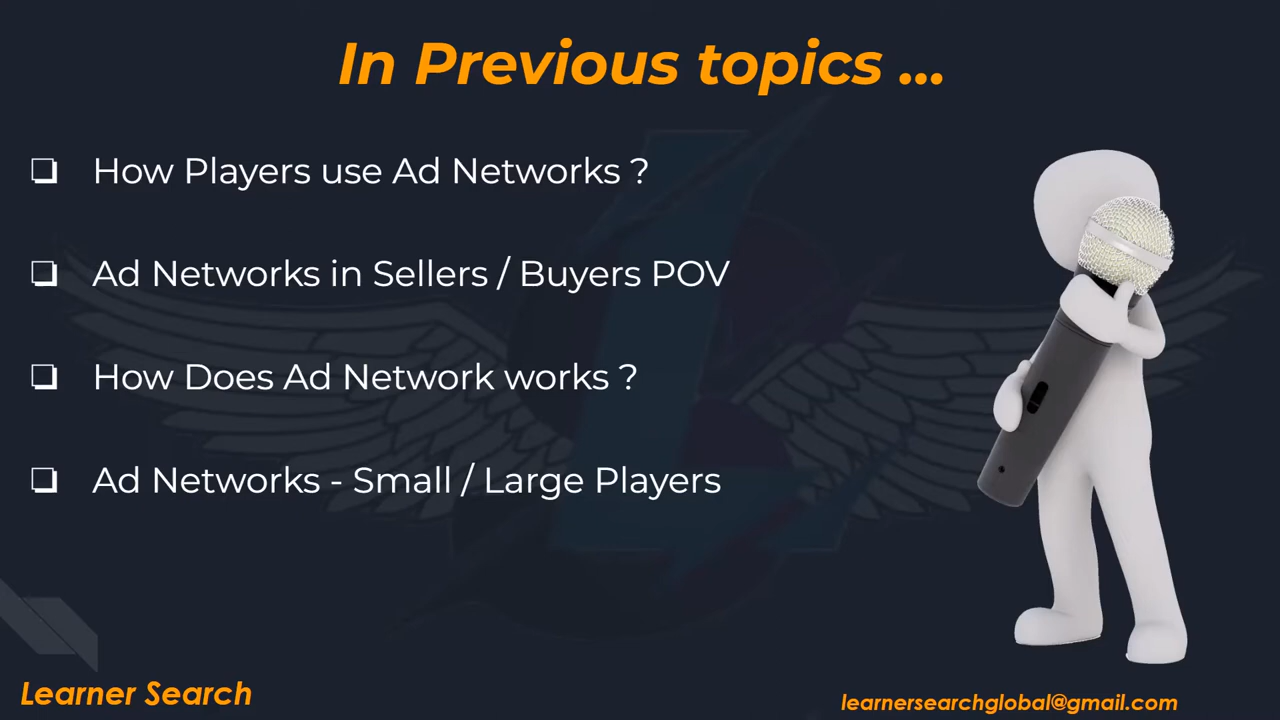 In Previous topics ...
❏ How Players use Ad Networks ?
❏ Ad Networks in Sellers / Buyers POV
❏ How Does Ad Network works ?
❏ Ad Networks - Small / Large Players
Learner Search
learnersearchglobal@gmail.com